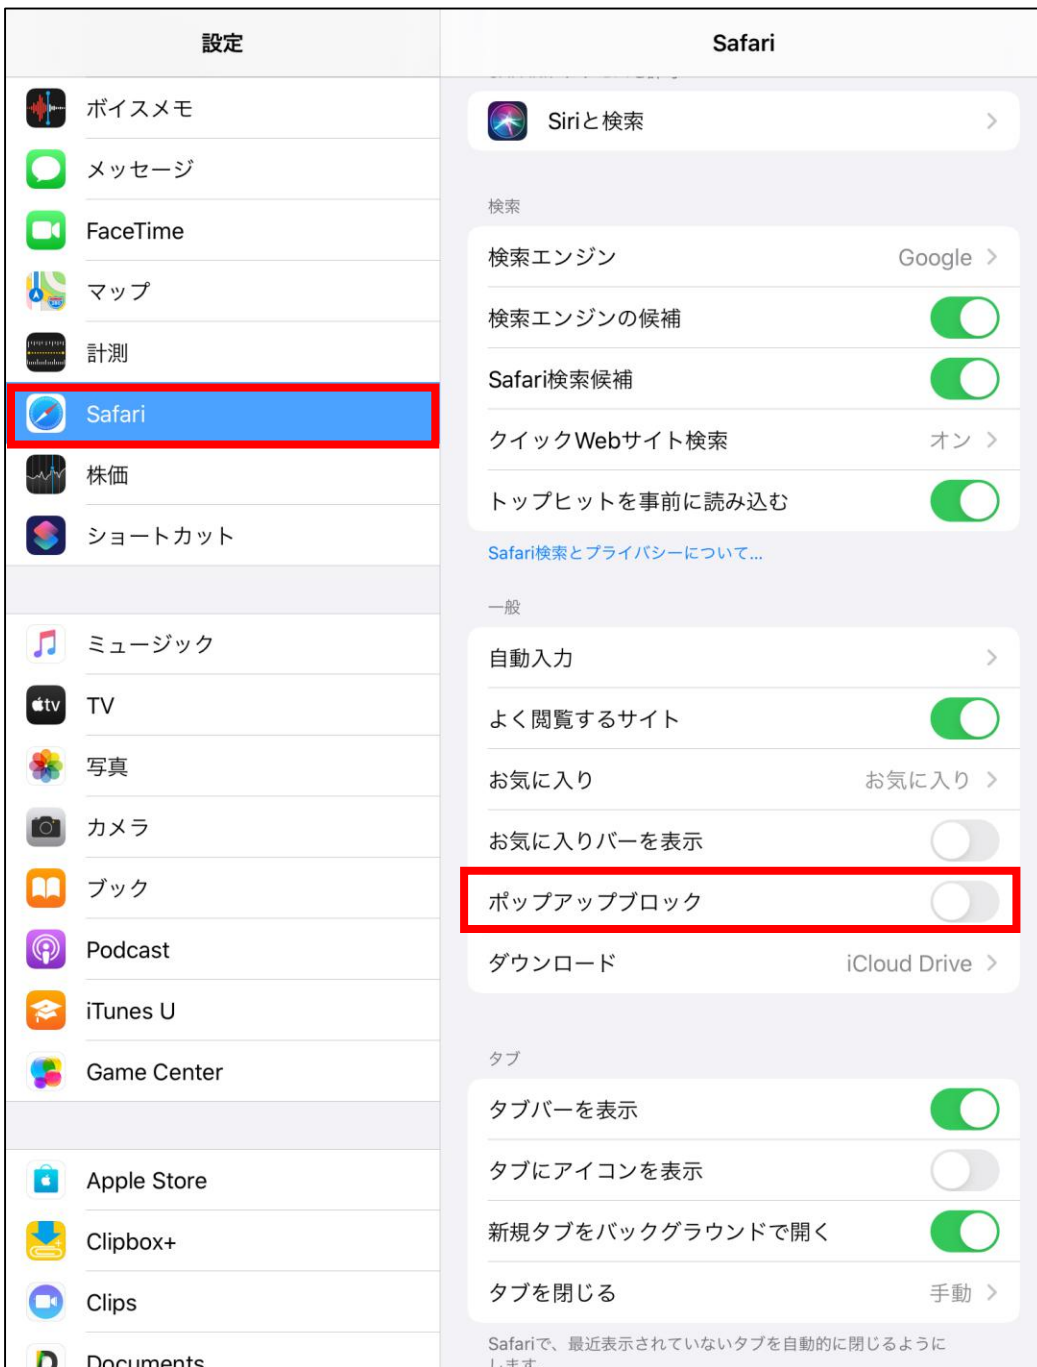 設定
ボイスメモ
メッセージ
FaceTime
マップ
計測
Safari
株価
ショートカット
ミュージック
tv
TV
写真
カメラ
ブック
Podcast
iTunes U
Game Center
Apple Store
Clipbox+
Clips
Documents
Safari
Siriと検索
検索
検索エンジン Google
検索エンジンの候補
Safari検索候補
クイックWebサイト検索 オン
トップヒットを事前に読み込む
Safari検索とプライバシーについて...
一般
自動入力
よく閲覧するサイト
お気に入り お気に入り
お気に入りバーを表示
ポップアップブロック
ダウンロード iCloud Drive
タブ
タブバーを表示
タブにアイコンを表示
新規タブをバックグラウンドで開く
タブを閉じる 手動
Safariで、最近表示されていないタブを自動的に閉じるように
します